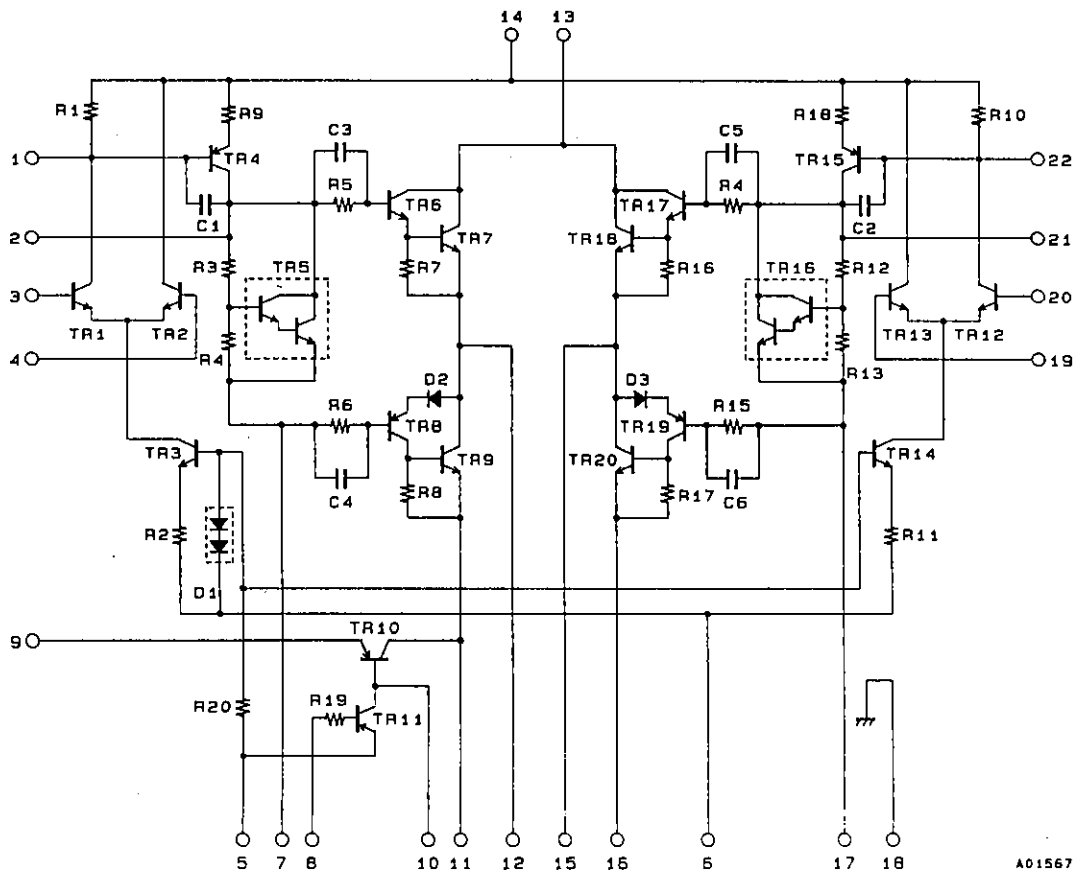 14 13
R1 R9 R18 R10
C3 C5
1 TR4 TR15 22
R5 R4
TR6 TR17
C1 C2
2 TR7 TR18 21
R3 TR5 R7 R16 TR16 R12
3 20
TR1 TR2 TR13 TR12
R4
4 19
R13
D2 D3
R6 R15
TR8 TR19
TR3 TR9 TR20 TR14
C4 R8 R17 C6
R2 R11
D1
9 TR10
R20 R19
TR11
5 7 8 10 11 12 15 16 6 17 18
A01567